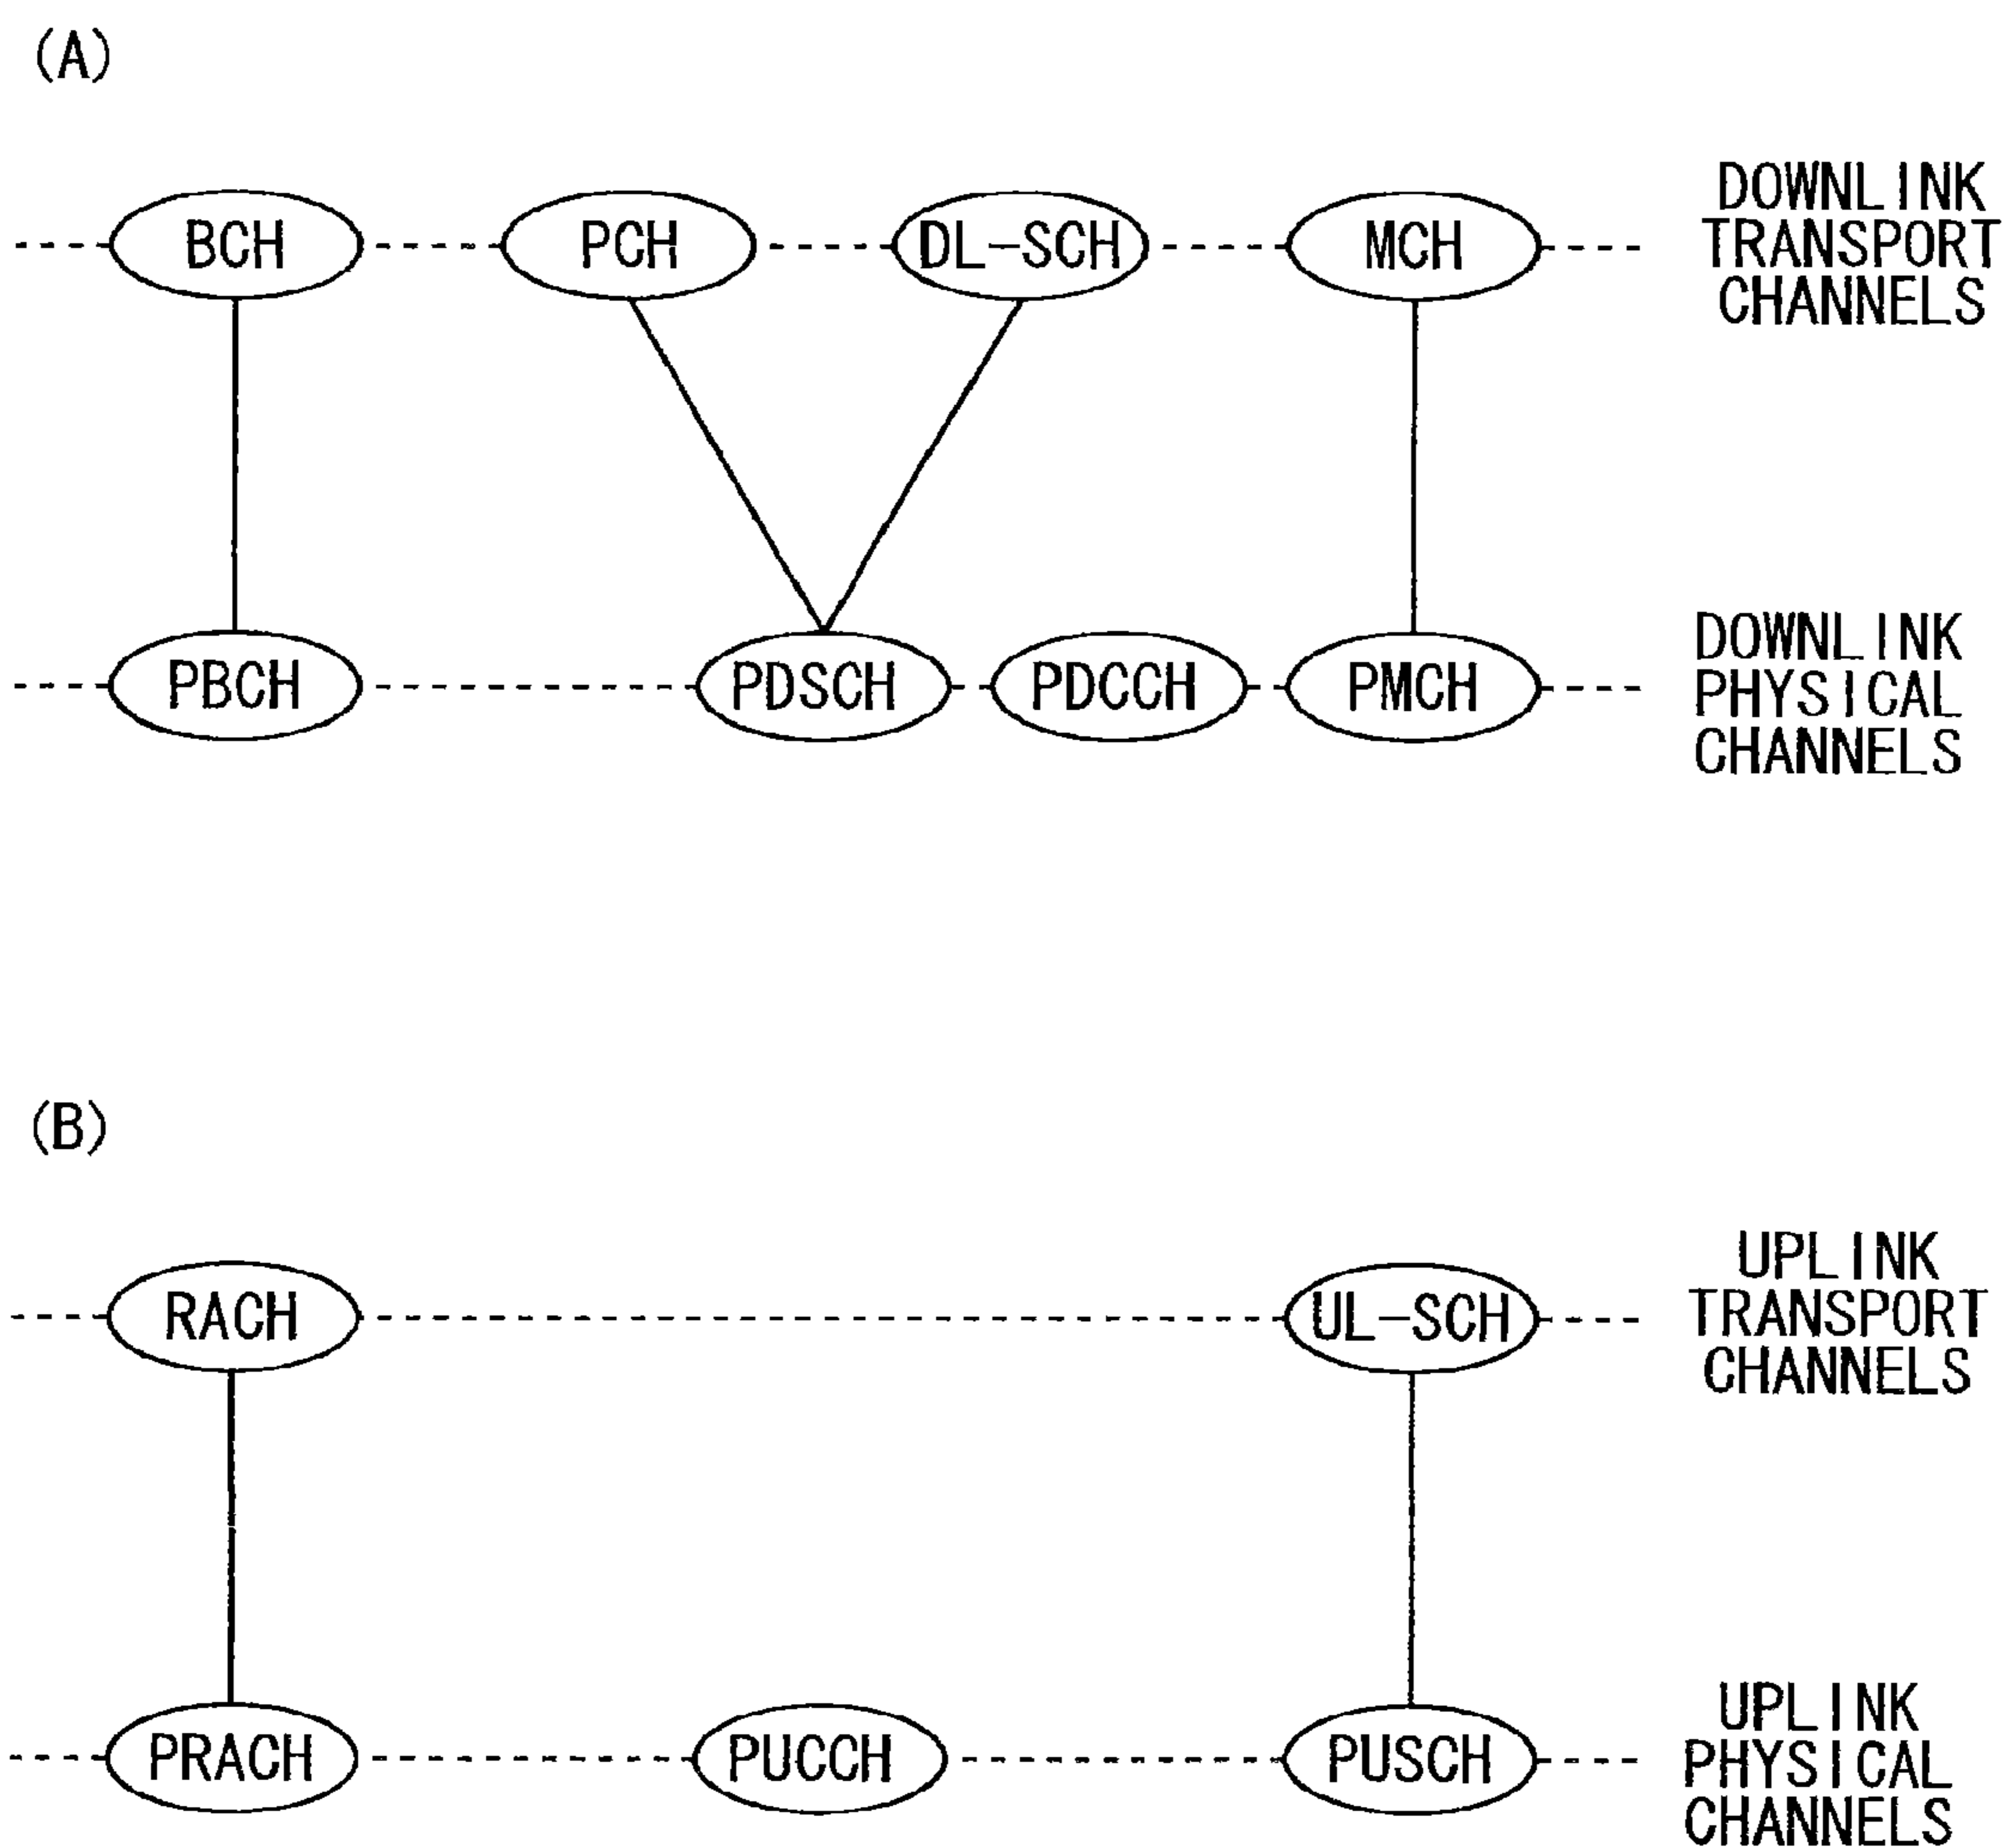 (A)
BCH
PCH
DL-SCH
MCH
DOWNLINK
TRANSPORT
CHANNELS
PBCH
PDSCH
PDCCH
PMCH
DOWNLINK
PHYSICAL
CHANNELS
(B)
RACH
UL-SCH
UPLINK
TRANSPORT
CHANNELS
PRACH
PUCCH
PUSCH
UPLINK
PHYSICAL
CHANNELS